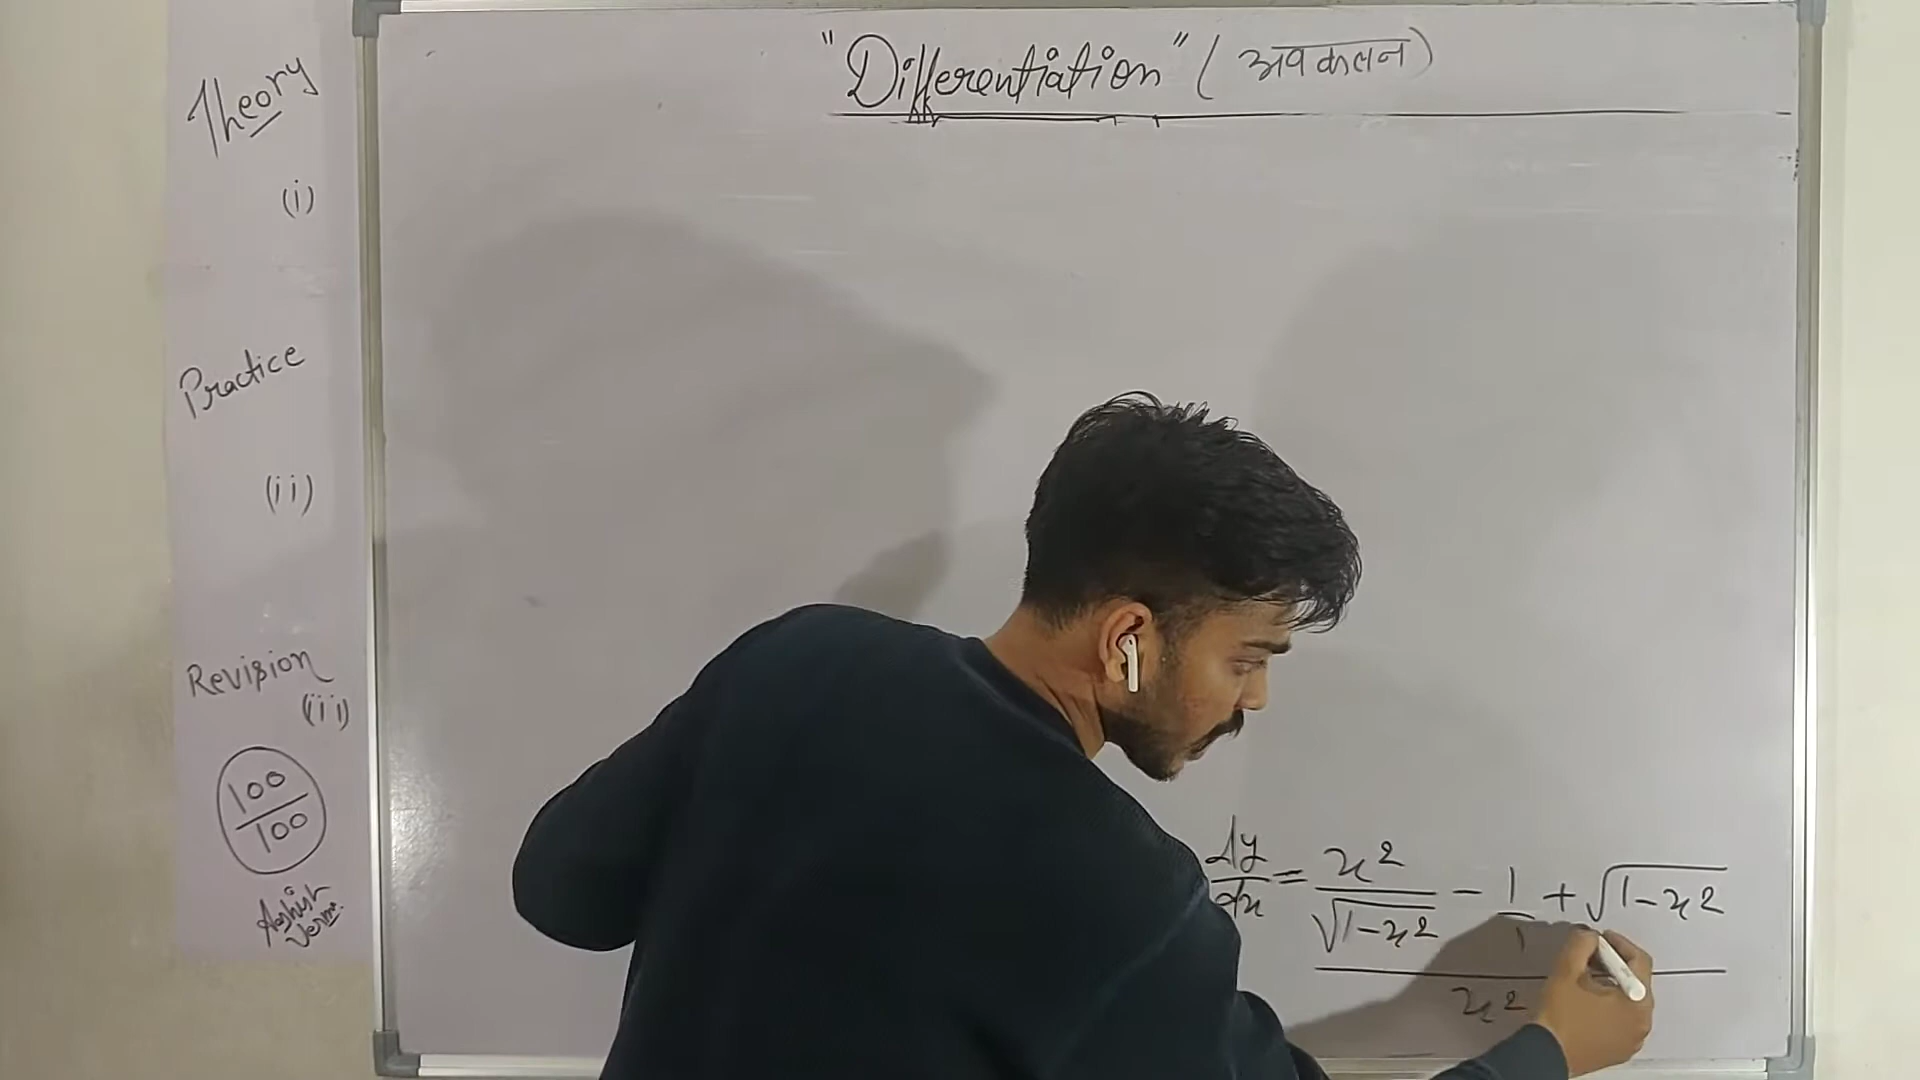 "Differentiation" (अवकलन)
Theory
(i)
Practice
(ii)
Revision
(iii)
100/100
Ashish Verma.
dy/dx = (x²/√(1-x²) - 1/1 + √(1-x²))/x²